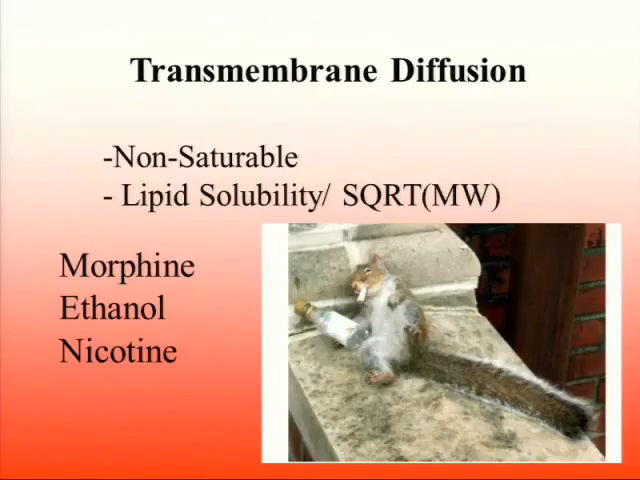 Transmembrane Diffusion
-Non-Saturable
- Lipid Solubility/ SQRT(MW)
Morphine
Ethanol
Nicotine